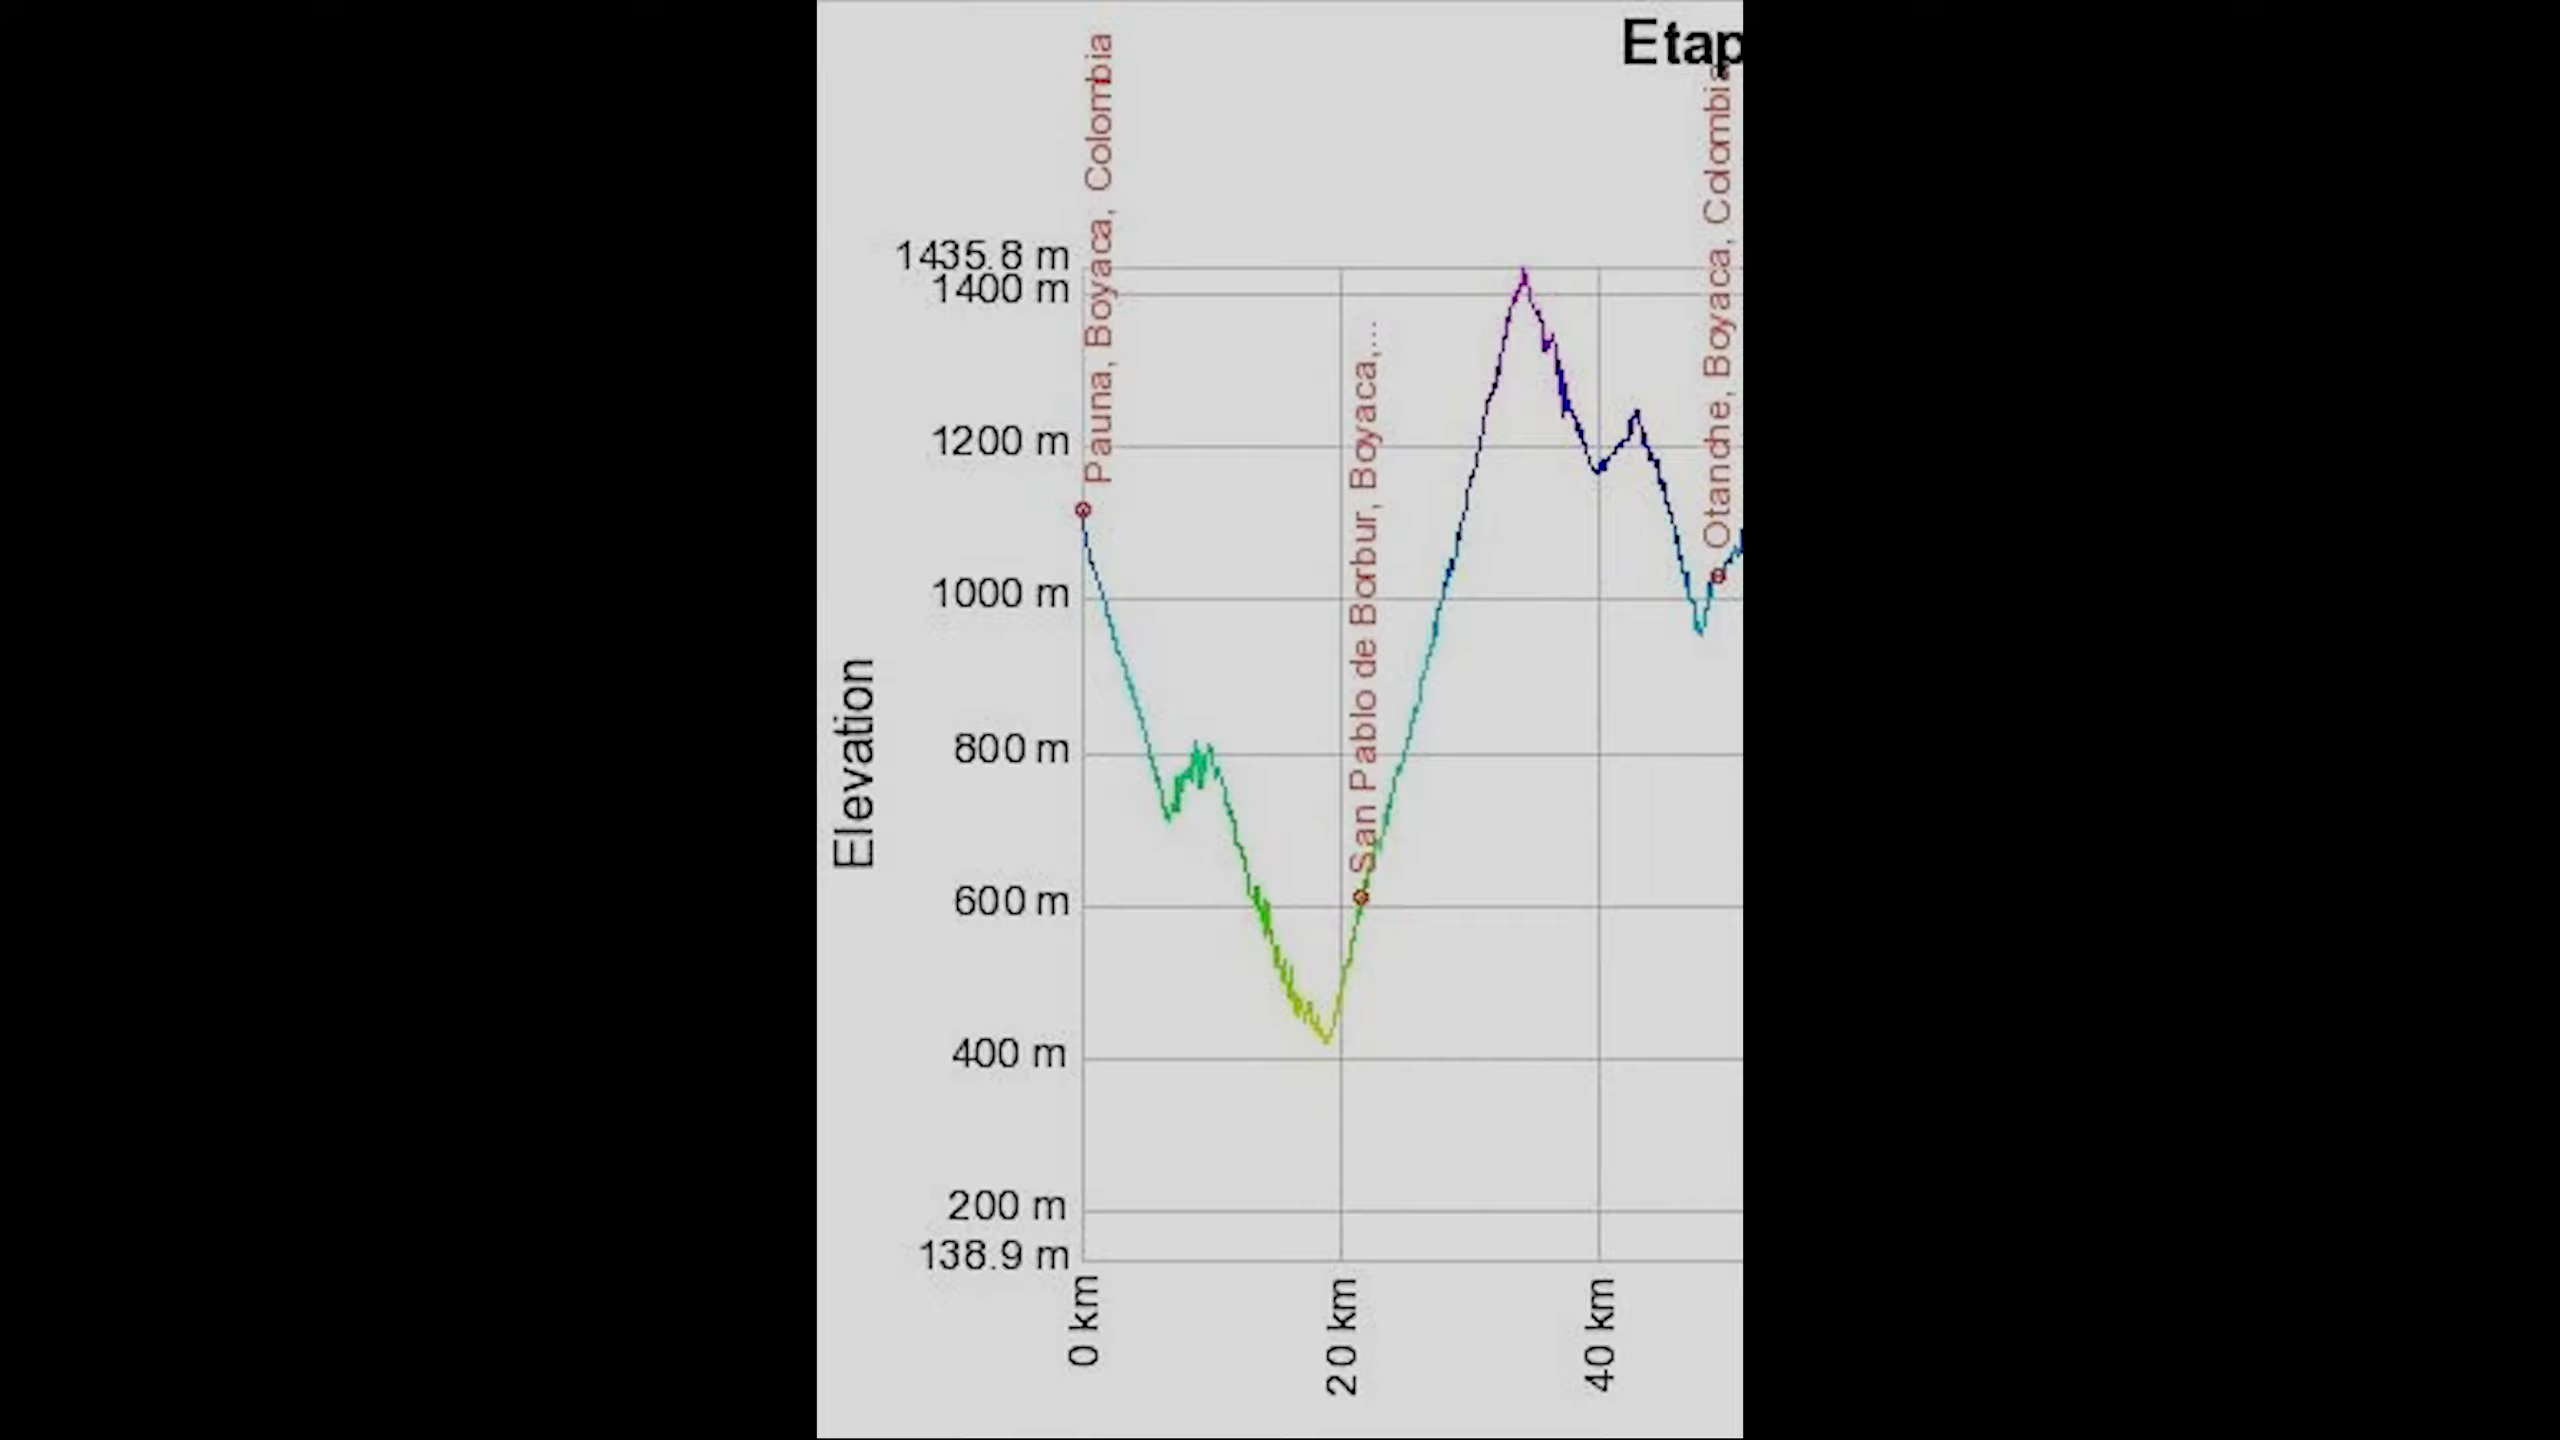 Etap
Pauna, Boyaca, Colombia
San Pablo de Borbur, Boyaca,...
Otanche, Boyaca, Colombia
Elevation
1435.8 m
1400 m
1200 m
1000 m
800 m
600 m
400 m
200 m
138.9 m
0 km
20 km
40 km